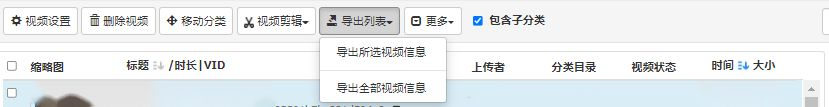 视频设置 删除视频 移动分类 视频剪辑 导出列表 更多 包含子分类
导出所选视频信息
缩略图 标题 /时长|VID 上传者 分类目录 视频状态 时间 大小
导出全部视频信息